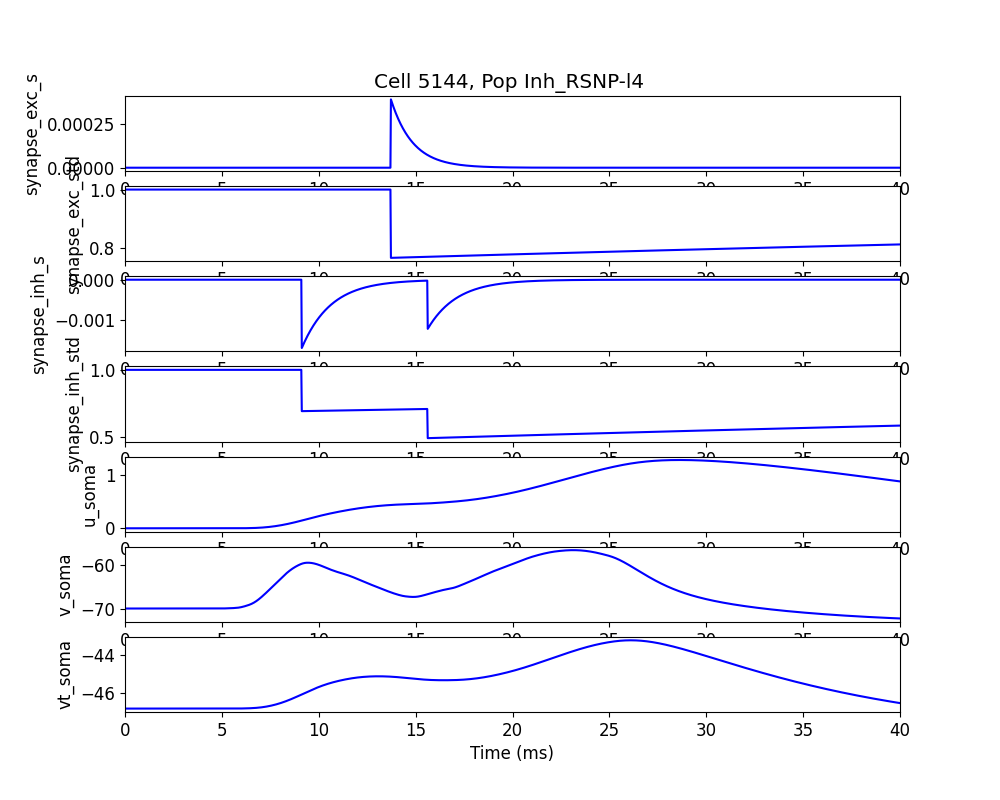 Cell 5144, Pop Inh_RSNP-l4
synapse_exc_s
0.00025
0.00000
0 5 10 15 20 25 30 35 40
synapse_exc_std
1.0
0.8
0 5 10 15 20 25 30 35 40
synapse_inh_s
0.000
−0.001
0 5 10 15 20 25 30 35 40
synapse_inh_std
1.0
0.5
0 5 10 15 20 25 30 35 40
u_soma
1
0
0 5 10 15 20 25 30 35 40
v_soma
−60
−70
0 5 10 15 20 25 30 35 40
vt_soma
−44
−46
0 5 10 15 20 25 30 35 40
Time (ms)